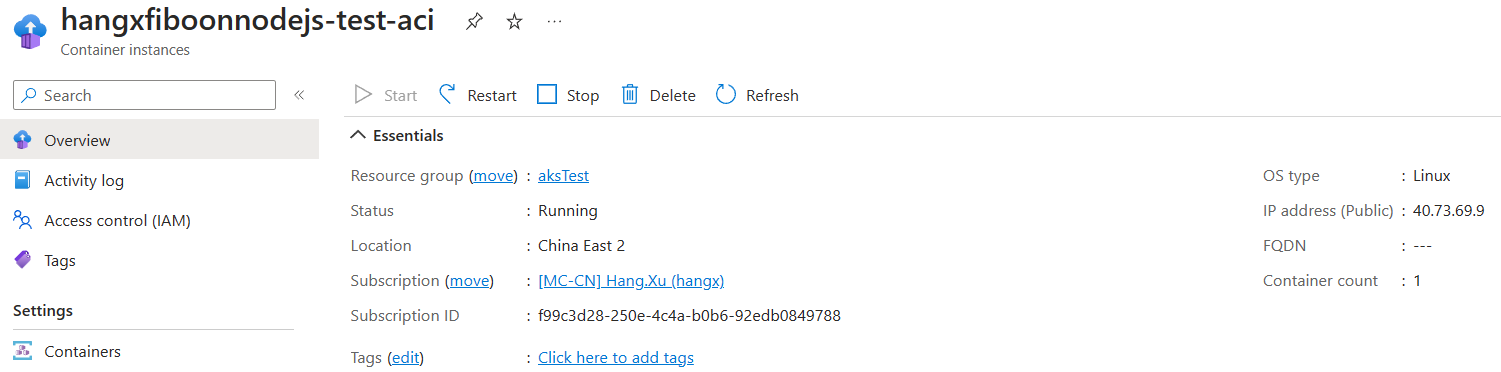 hangxfiboonnodejs-test-aci
Container instances
Search
Start Restart Stop Delete Refresh
Overview
Activity log
Access control (IAM)
Tags
Settings
Containers
Essentials
Resource group (move) : aksTest
Status : Running
Location : China East 2
Subscription (move) : [MC-CN] Hang.Xu (hangx)
Subscription ID : f99c3d28-250e-4c4a-b0b6-92edb0849788
Tags (edit) : Click here to add tags
OS type : Linux
IP address (Public) : 40.73.69.9
FQDN : ---
Container count : 1